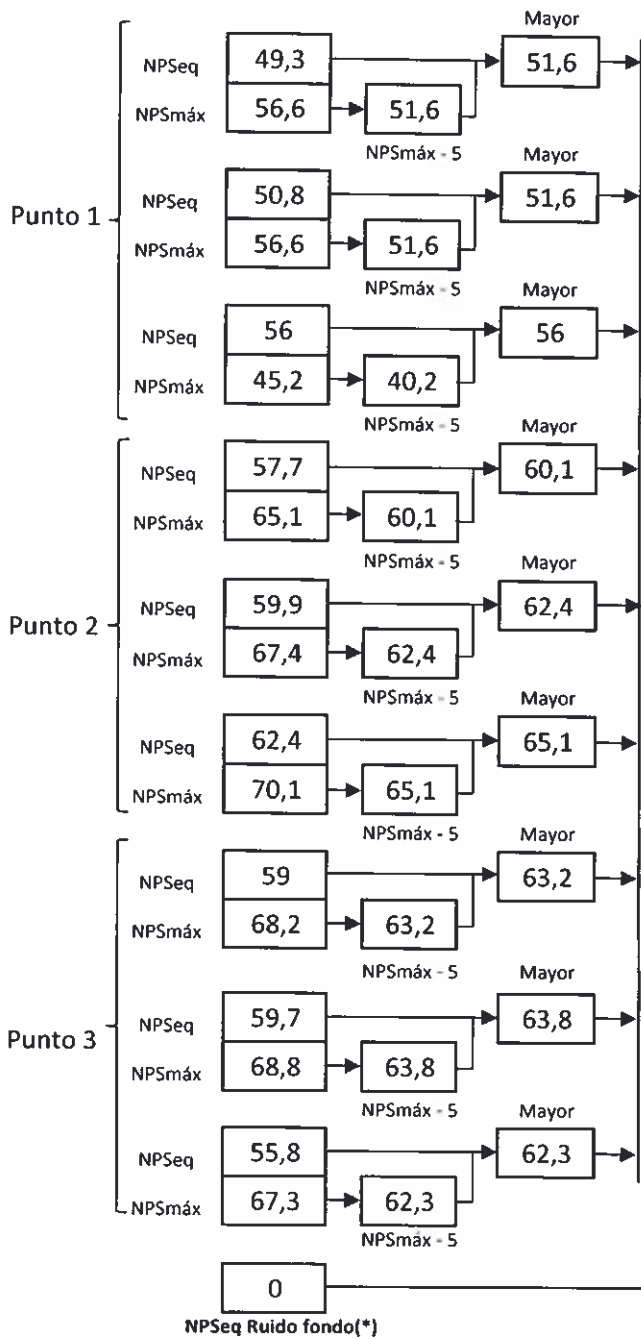 Mayor
NPSeq 49,3 51,6
NPSmáx 56,6 51,6
NPSmáx - 5
Mayor
Punto 1
NPSeq 50,8 51,6
NPSmáx 56,6 51,6
NPSmáx - 5
Mayor
NPSeq 56 56
NPSmáx 45,2 40,2
NPSmáx - 5
Mayor
NPSeq 57,7 60,1
NPSmáx 65,1 60,1
NPSmáx - 5
Mayor
NPSeq 59,9 62,4
Punto 2
NPSmáx 67,4 62,4
NPSmáx - 5
Mayor
NPSeq 62,4 65,1
NPSmáx 70,1 65,1
NPSmáx - 5
Mayor
NPSeq 59 63,2
NPSmáx 68,2 63,2
NPSmáx - 5
Mayor
NPSeq 59,7 63,8
Punto 3
NPSmáx 68,8 63,8
NPSmáx - 5
Mayor
NPSeq 55,8 62,3
NPSmáx 67,3 62,3
NPSmáx - 5
0
NPSeq Ruido fondo(*)